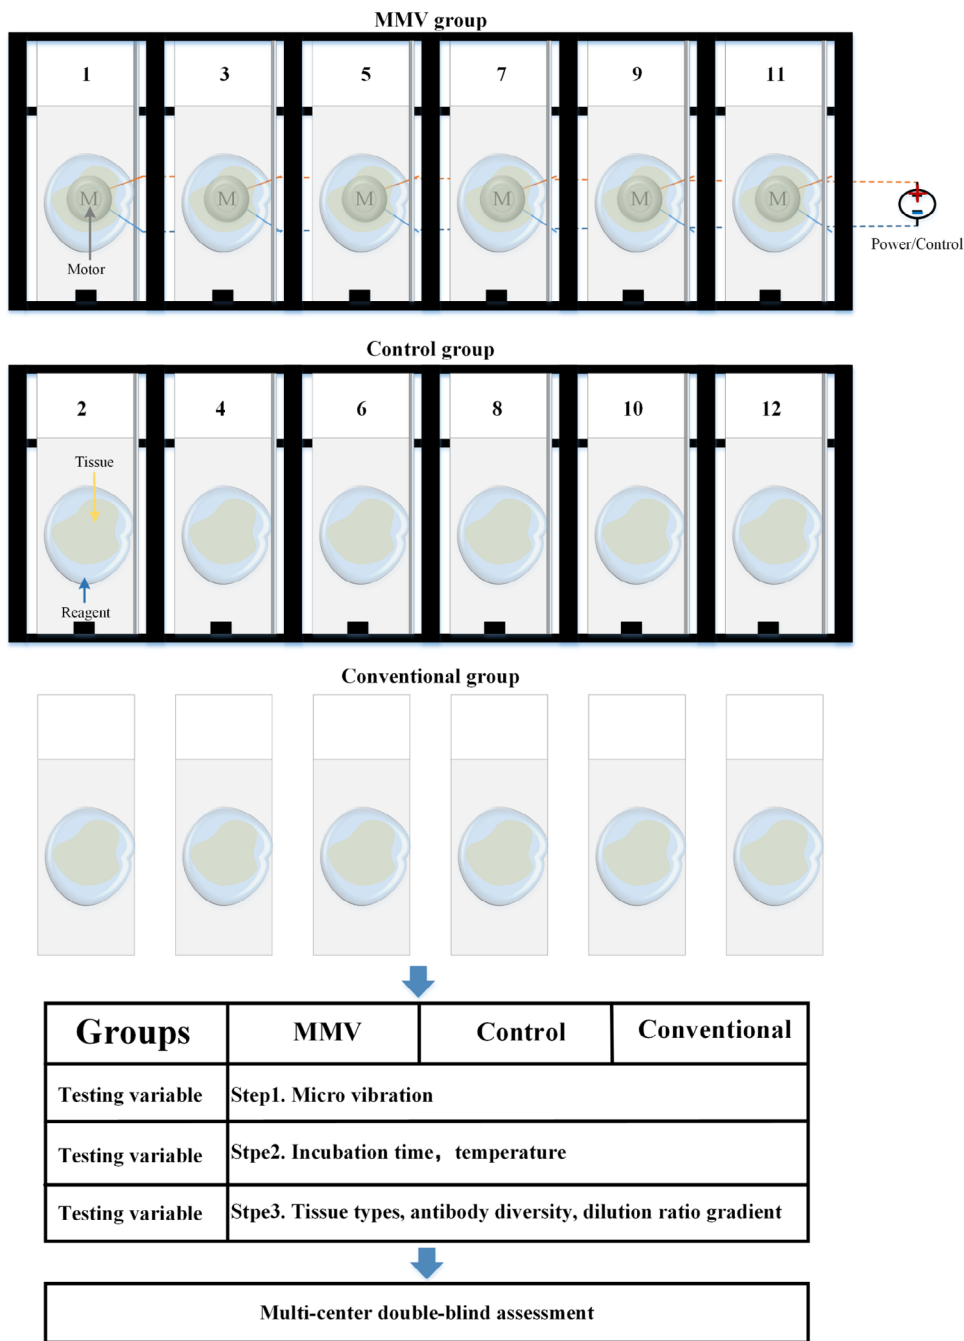 MMV group
1 3 5 7 9 11
M M M M M M
+
-
Motor
Power/Control
Control group
2 4 6 8 10 12
Tissue
Reagent
Conventional group
Groups MMV Control Conventional
Testing variable Step1. Micro vibration
Testing variable Stpe2. Incubation time, temperature
Testing variable Stpe3. Tissue types, antibody diversity, dilution ratio gradient
Multi-center double-blind assessment